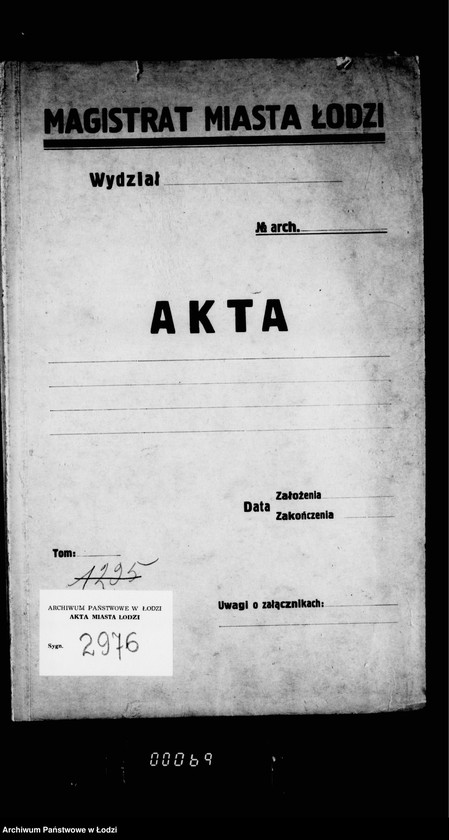 MAGISTRAT MIASTA ŁODZI
Wydział
№ arch.
AKTA
Data
Założenia
Zakończenia
Tom:
1295
ARCHIWUM PAŃSTWOWE W ŁODZI
AKTA MIASTA ŁODZI
Sygn. 2976
Uwagi o załącznikach:
00069
Archiwum Państwowe w Łodzi